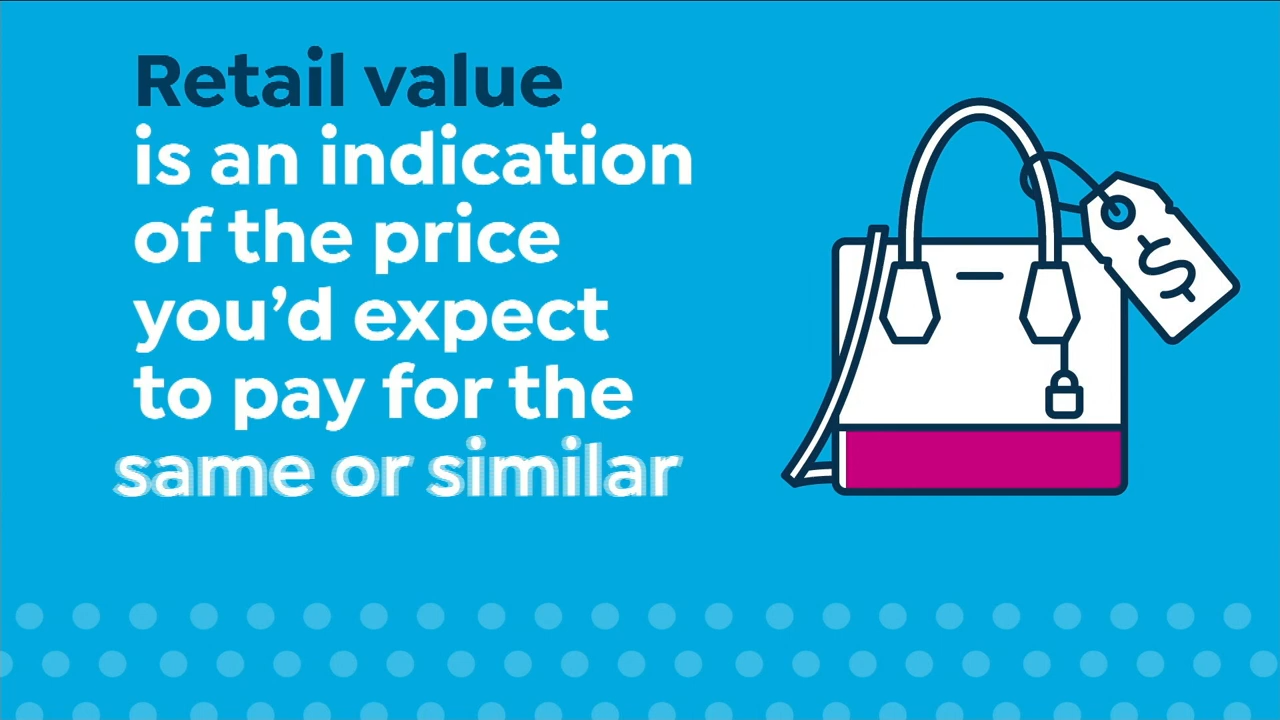 Retail value
is an indication
of the price
you’d expect
to pay for the
same or similar
$